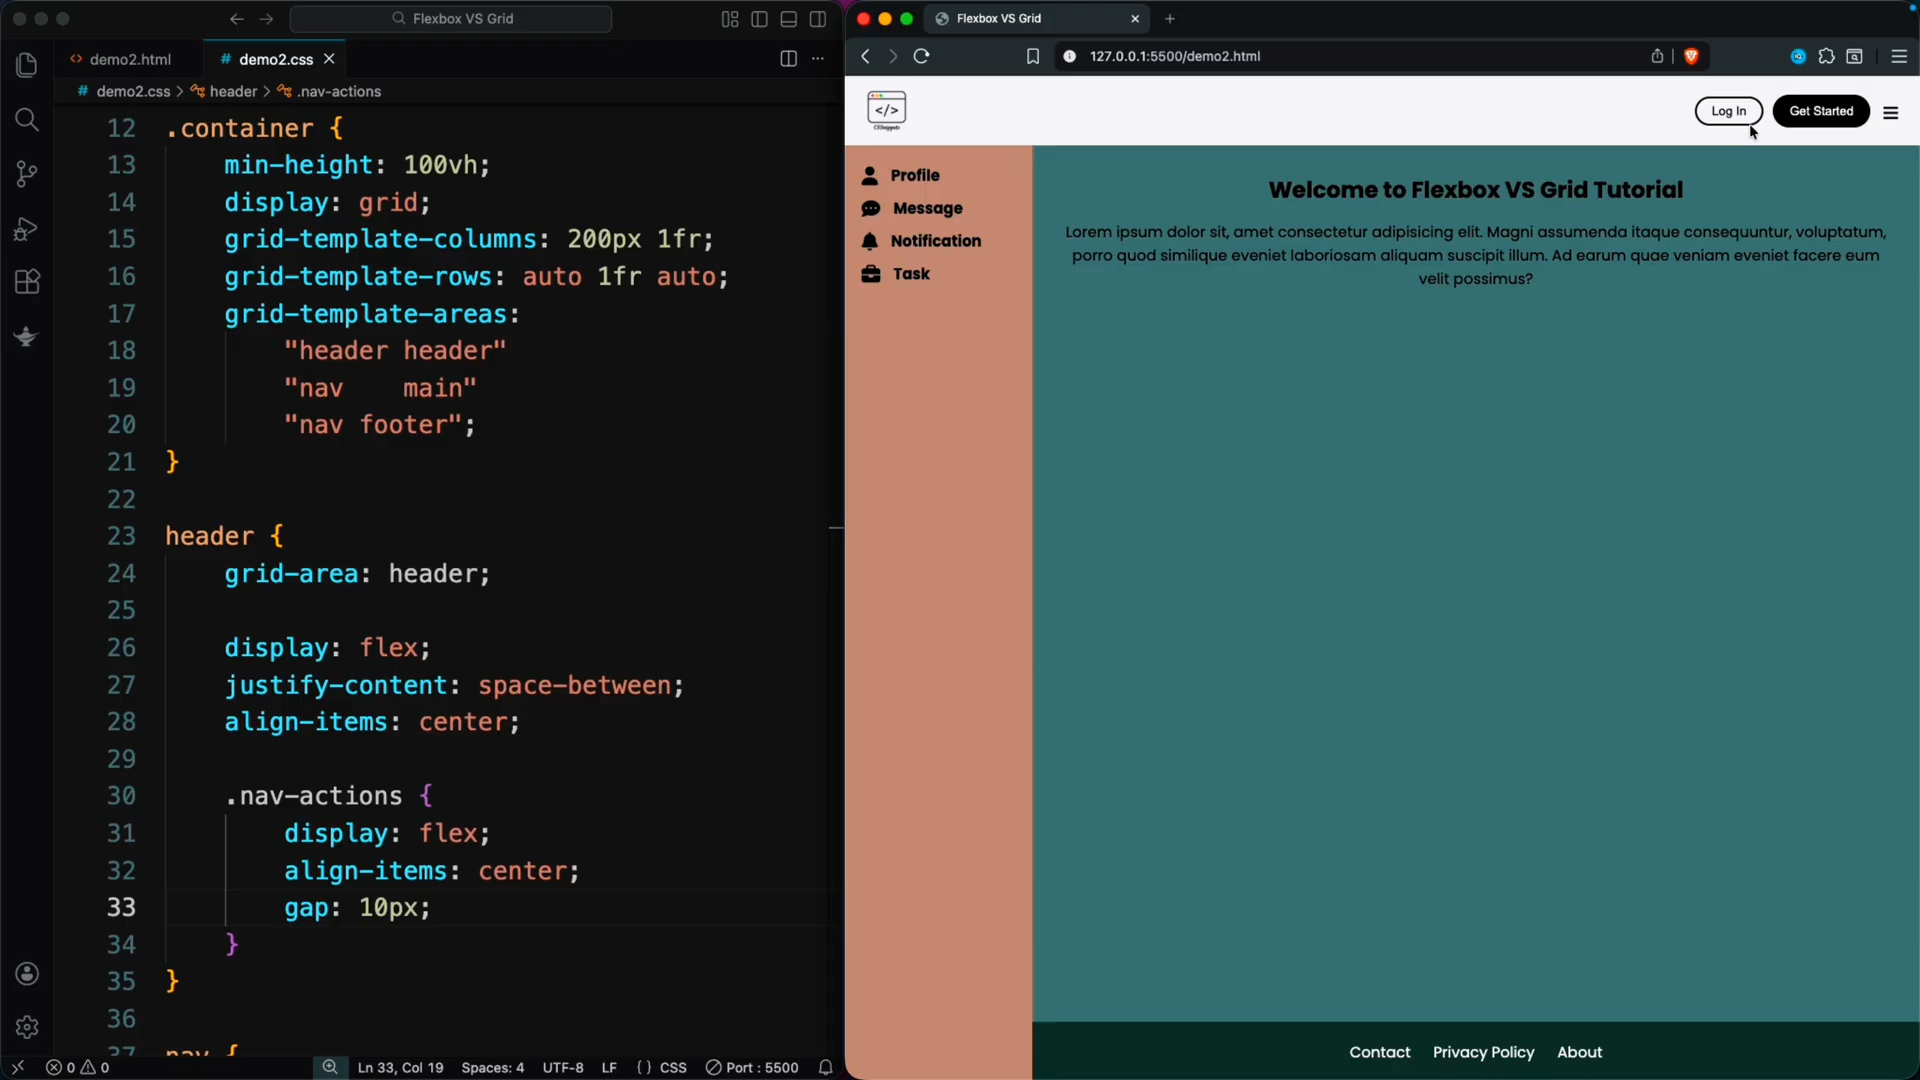 Flexbox VS Grid
demo2.html
# demo2.css
# demo2.css > header > .nav-actions
12 .container {
13 min-height: 100vh;
14 display: grid;
15 grid-template-columns: 200px 1fr;
16 grid-template-rows: auto 1fr auto;
17 grid-template-areas:
18 "header header"
19 "nav    main"
20 "nav footer";
21 }
22
23 header {
24 grid-area: header;
25
26 display: flex;
27 justify-content: space-between;
28 align-items: center;
29
30 .nav-actions {
31 display: flex;
32 align-items: center;
33 gap: 10px;
34 }
35 }
36
37 nav {
0 0
Ln 33, Col 19
Spaces: 4
UTF-8
LF
{ } CSS
Port : 5500
Flexbox VS Grid
127.0.0.1:5500/demo2.html
</>
Log In
Get Started
Profile
Message
Notification
Task
Welcome to Flexbox VS Grid Tutorial
Lorem ipsum dolor sit, amet consectetur adipisicing elit. Magni assumenda itaque consequuntur, voluptatum,
porro quod similique eveniet laboriosam aliquam suscipit illum. Ad earum quae veniam eveniet facere eum
velit possimus?
Contact
Privacy Policy
About